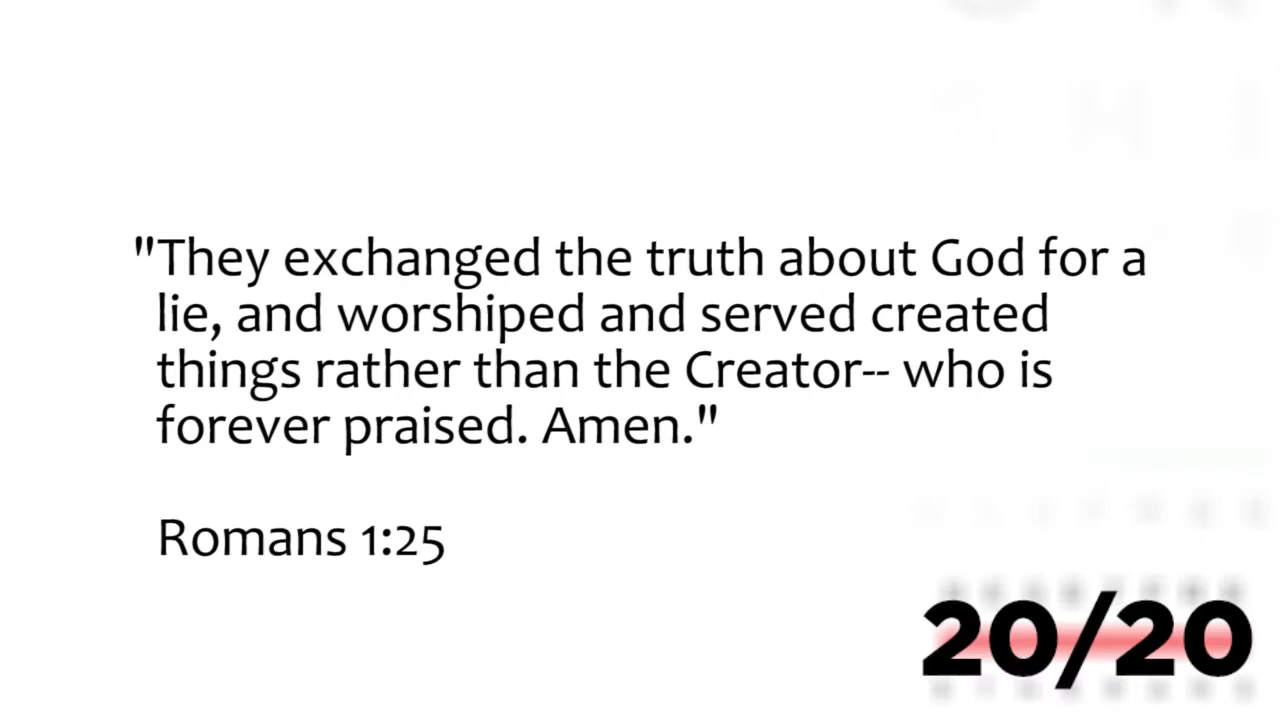 "They exchanged the truth about God for a
lie, and worshiped and served created
things rather than the Creator-- who is
forever praised. Amen."
Romans 1:25
20/20